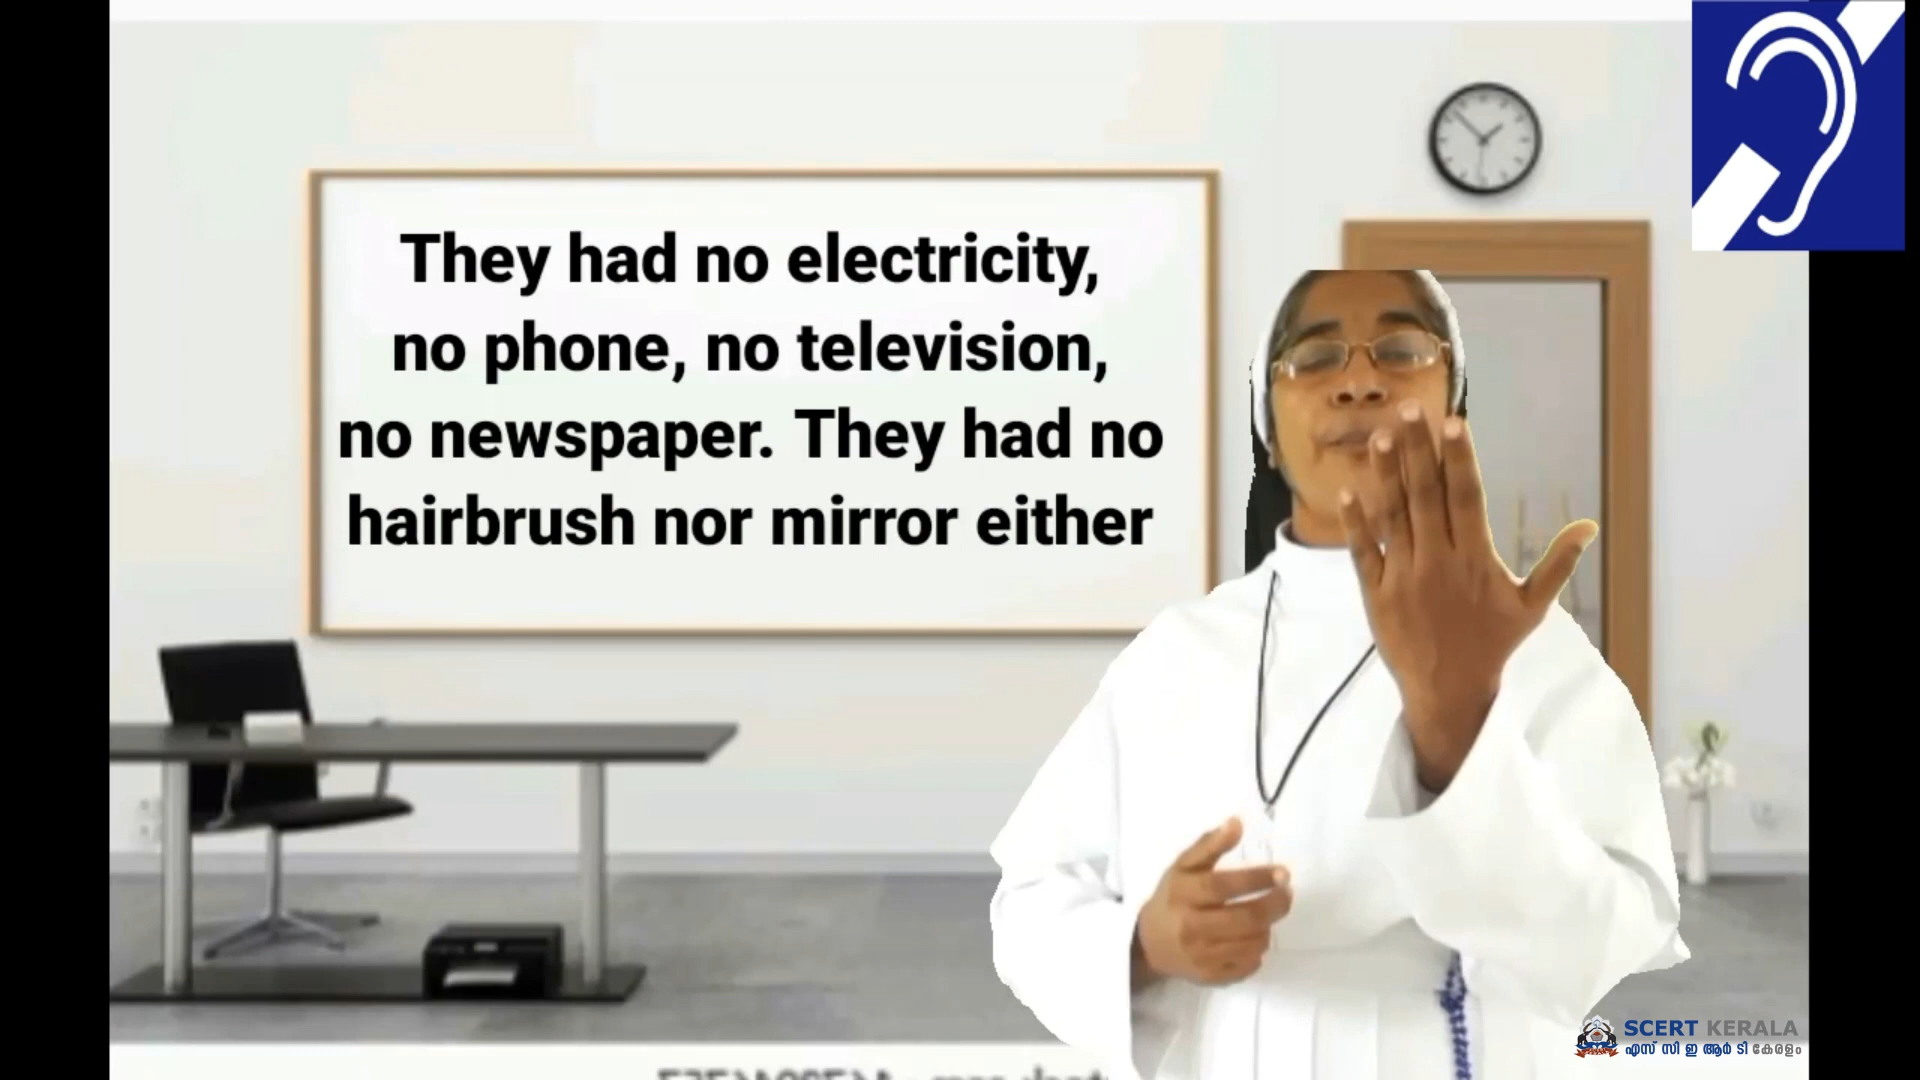 They had no electricity,
no phone, no television,
no newspaper. They had no
hairbrush nor mirror either
SCERT KERALA
എസ് സി ഇ ആർ ടി കേരളം